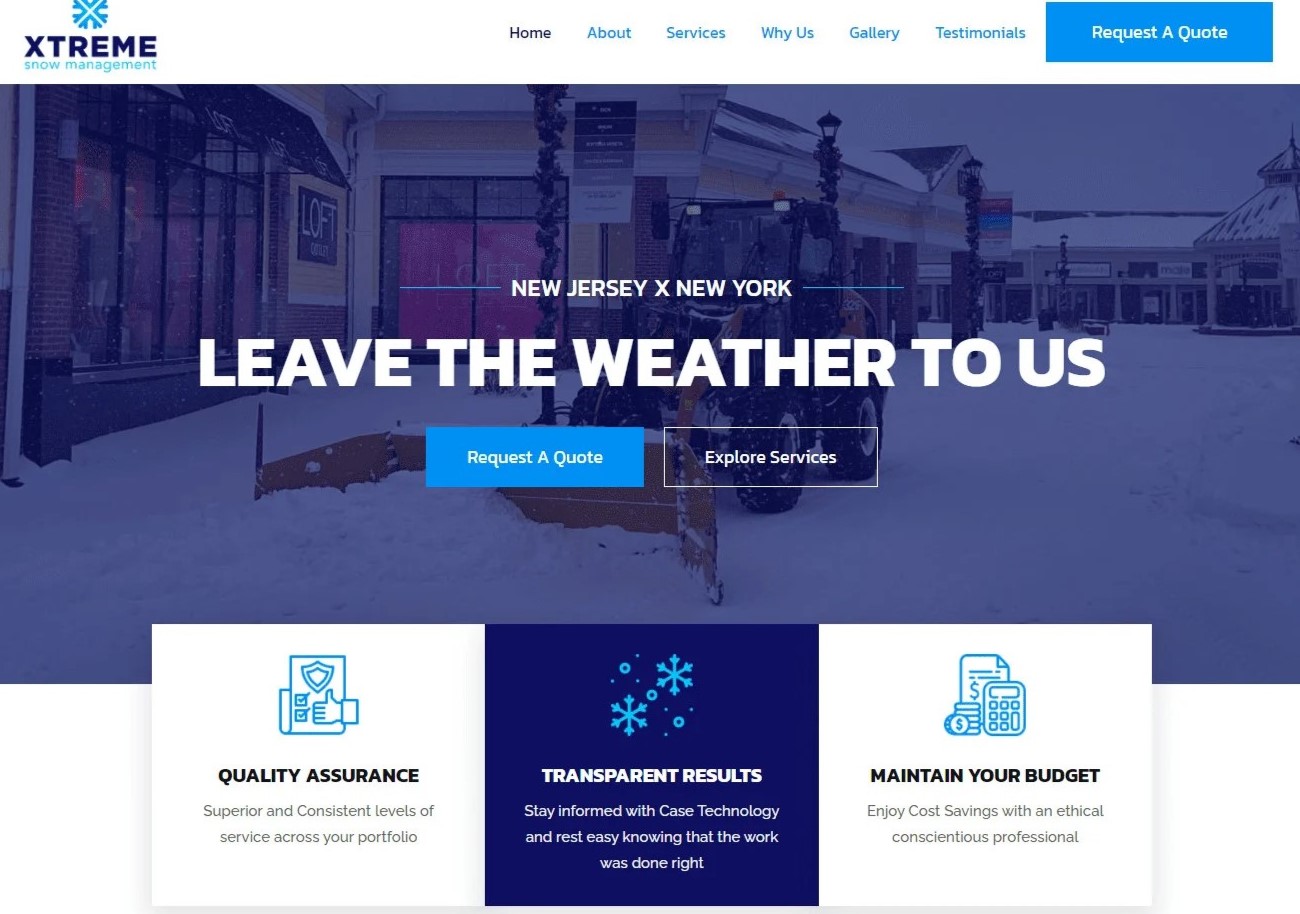 XTREME
snow management
Home About Services Why Us Gallery Testimonials Request A Quote
LOFT
LOFT
LOFT
OUTLET
LOFT
NEW JERSEY X NEW YORK
LEAVE THE WEATHER TO US
Request A Quote Explore Services
QUALITY ASSURANCE
Superior and Consistent levels of
service across your portfolio
TRANSPARENT RESULTS
Stay informed with Case Technology
and rest easy knowing that the work
was done right
MAINTAIN YOUR BUDGET
Enjoy Cost Savings with an ethical
conscientious professional